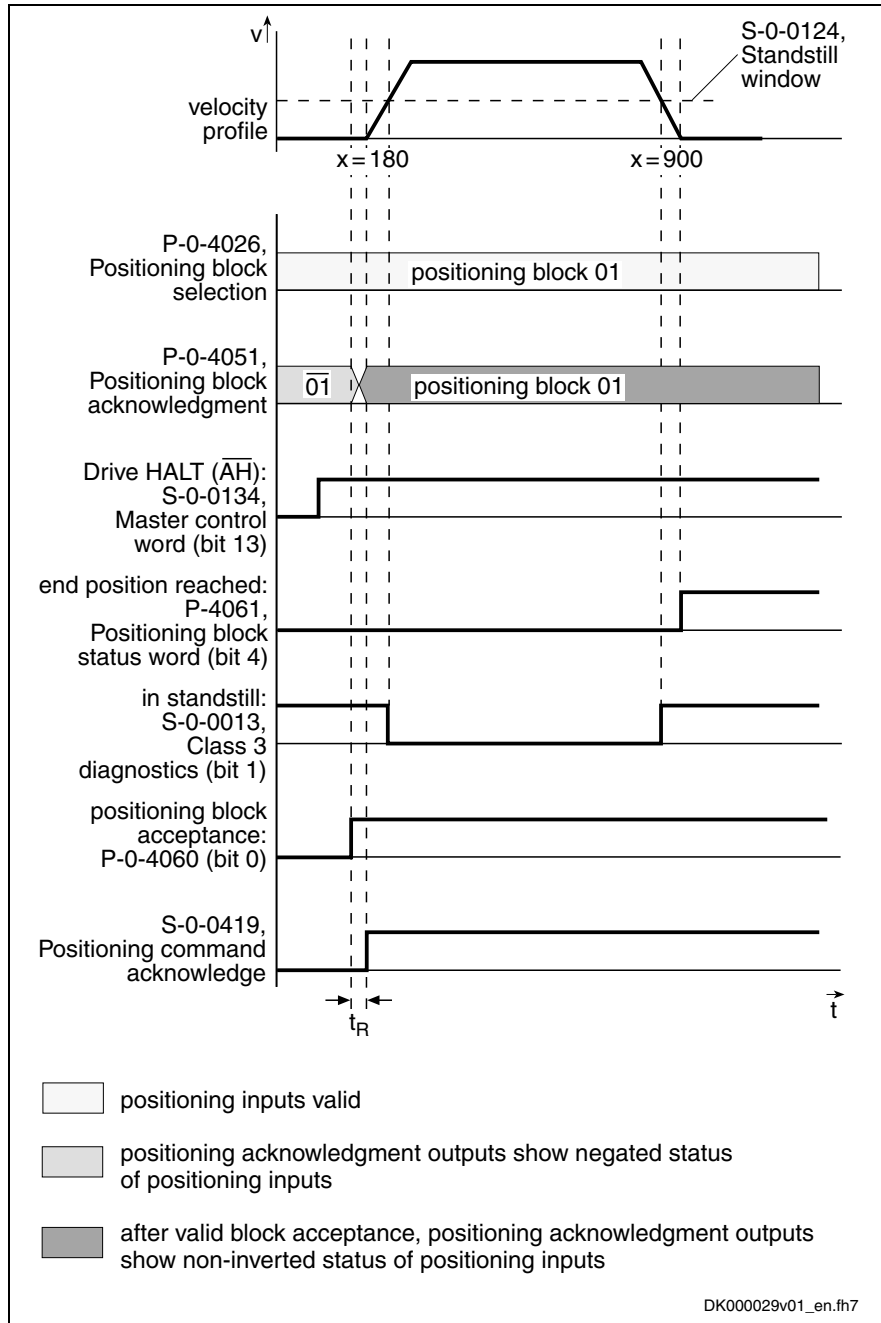 v
S-0-0124,
Standstill
window
velocity
profile
x = 180
x = 900
P-0-4026,
Positioning block
selection
positioning block 01
P-0-4051,
Positioning block
acknowledgment
0̅1̅
positioning block 01
Drive HALT (A̅H̅):
S-0-0134,
Master control
word (bit 13)
end position reached:
P-4061,
Positioning block
status word (bit 4)
in standstill:
S-0-0013,
Class 3
diagnostics (bit 1)
positioning block
acceptance:
P-0-4060 (bit 0)
S-0-0419,
Positioning command
acknowledge
tR
t
positioning inputs valid
positioning acknowledgment outputs show negated status
of positioning inputs
after valid block acceptance, positioning acknowledgment outputs
show non-inverted status of positioning inputs
DK000029v01_en.fh7